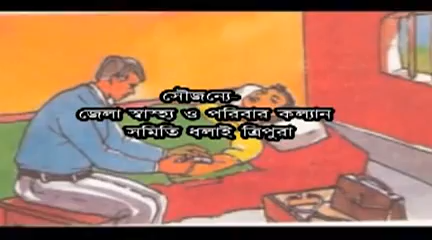 সৌজন্যে-
জেলা স্বাস্হ্য ও পরিবার কল্যান
সমিতি ধলাই ত্রিপুরা